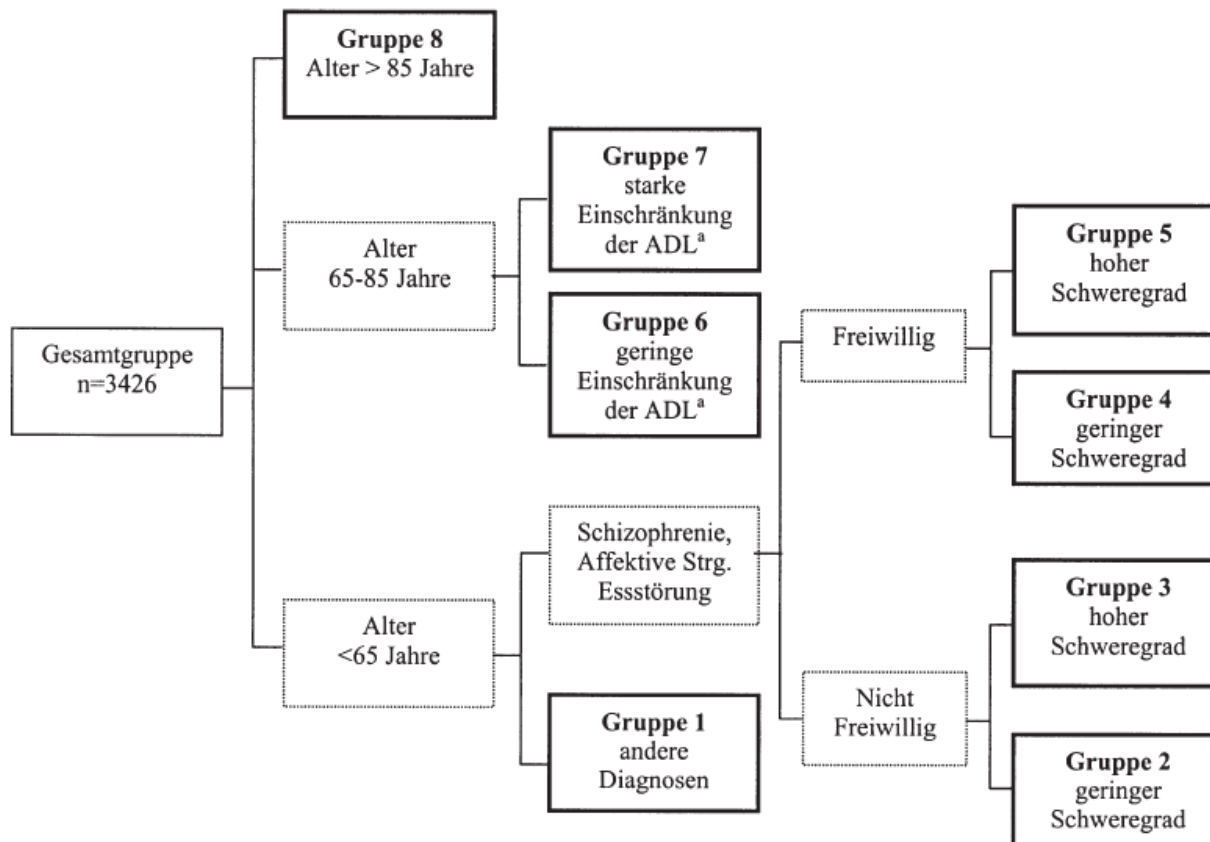 Gruppe 8
Alter > 85 Jahre
Gruppe 7
starke
Einschränkung
der ADLª
Alter
65-85 Jahre
Gruppe 6
geringe
Einschränkung
der ADLª
Gesamtgruppe
n=3426
Gruppe 5
hoher
Schweregrad
Freiwillig
Gruppe 4
geringer
Schweregrad
Schizophrenie,
Affektive Strg.
Essstörung
Alter
<65 Jahre
Gruppe 3
hoher
Schweregrad
Nicht
Freiwillig
Gruppe 1
andere
Diagnosen
Gruppe 2
geringer
Schweregrad